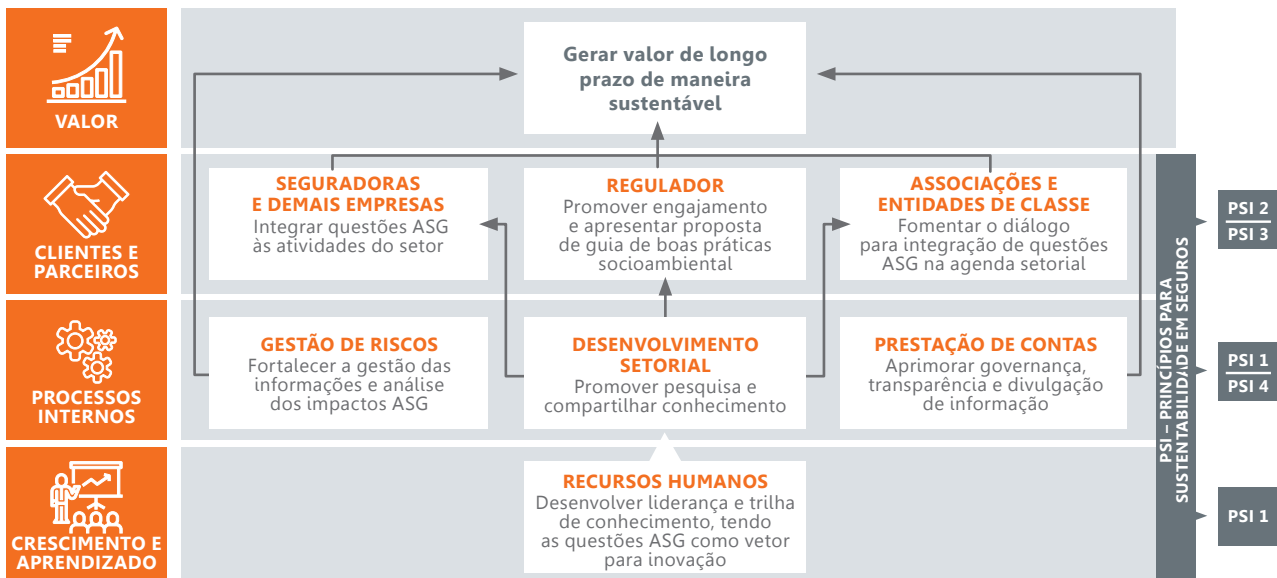 VALOR
Gerar valor de longo
prazo de maneira
sustentável
CLIENTES E
PARCEIROS
SEGURADORAS
E DEMAIS EMPRESAS
Integrar questões ASG
às atividades do setor
REGULADOR
Promover engajamento
e apresentar proposta
de guia de boas práticas
socioambiental
ASSOCIAÇÕES E
ENTIDADES DE CLASSE
Fomentar o diálogo
para integração de questões
ASG na agenda setorial
PSI 2
PSI 3
PROCESSOS
INTERNOS
GESTÃO DE RISCOS
Fortalecer a gestão das
informações e análise
dos impactos ASG
DESENVOLVIMENTO
SETORIAL
Promover pesquisa e
compartilhar conhecimento
PRESTAÇÃO DE CONTAS
Aprimorar governança,
transparência e divulgação
de informação
PSI 1
PSI 4
CRESCIMENTO E
APRENDIZADO
RECURSOS HUMANOS
Desenvolver liderança e trilha
de conhecimento, tendo
as questões ASG como vetor
para inovação
PSI 1
PSI – PRINCÍPIOS PARA
SUSTENTABILIDADE EM SEGUROS